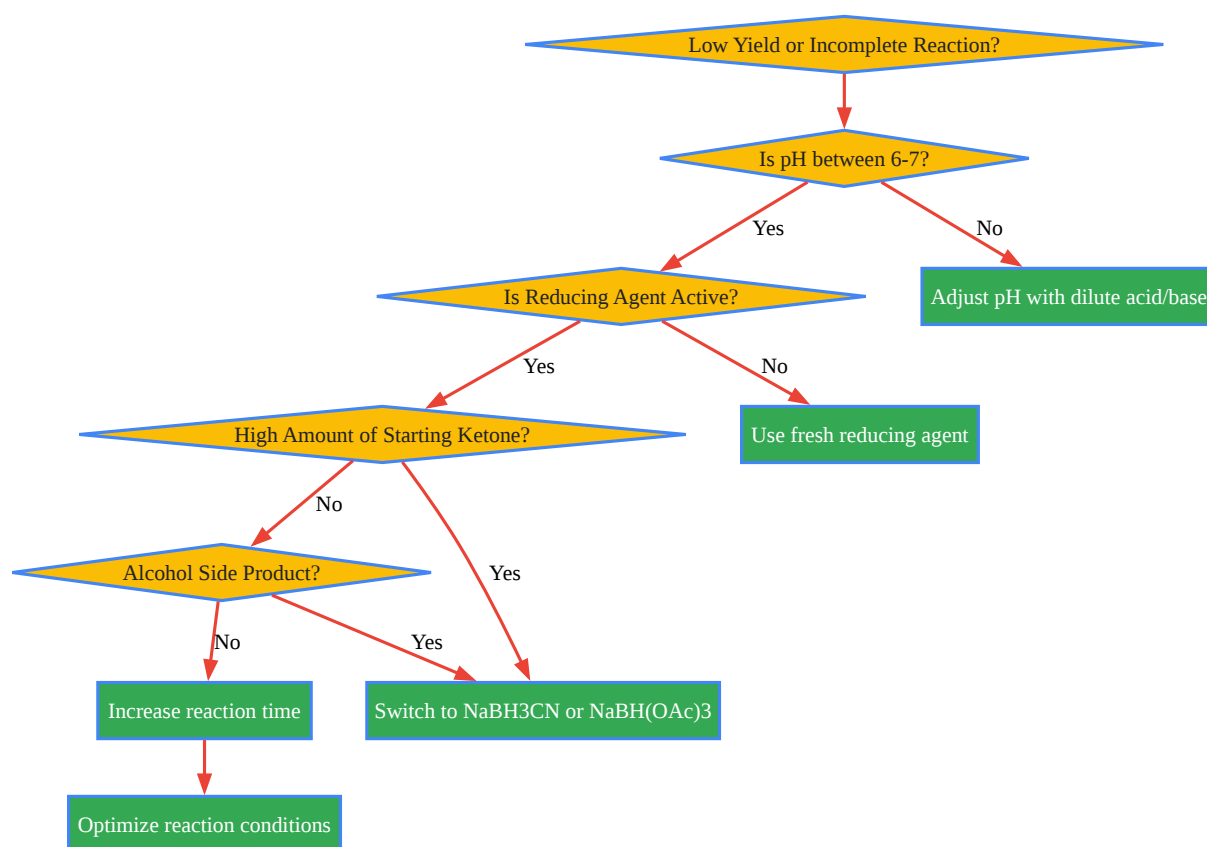 Low Yield or Incomplete Reaction?
Is pH between 6-7?
Yes
No
Is Reducing Agent Active?
Adjust pH with dilute acid/base
Yes
No
High Amount of Starting Ketone?
Use fresh reducing agent
No
Yes
Alcohol Side Product?
No
Yes
Increase reaction time
Switch to NaBH3CN or NaBH(OAc)3
Optimize reaction conditions